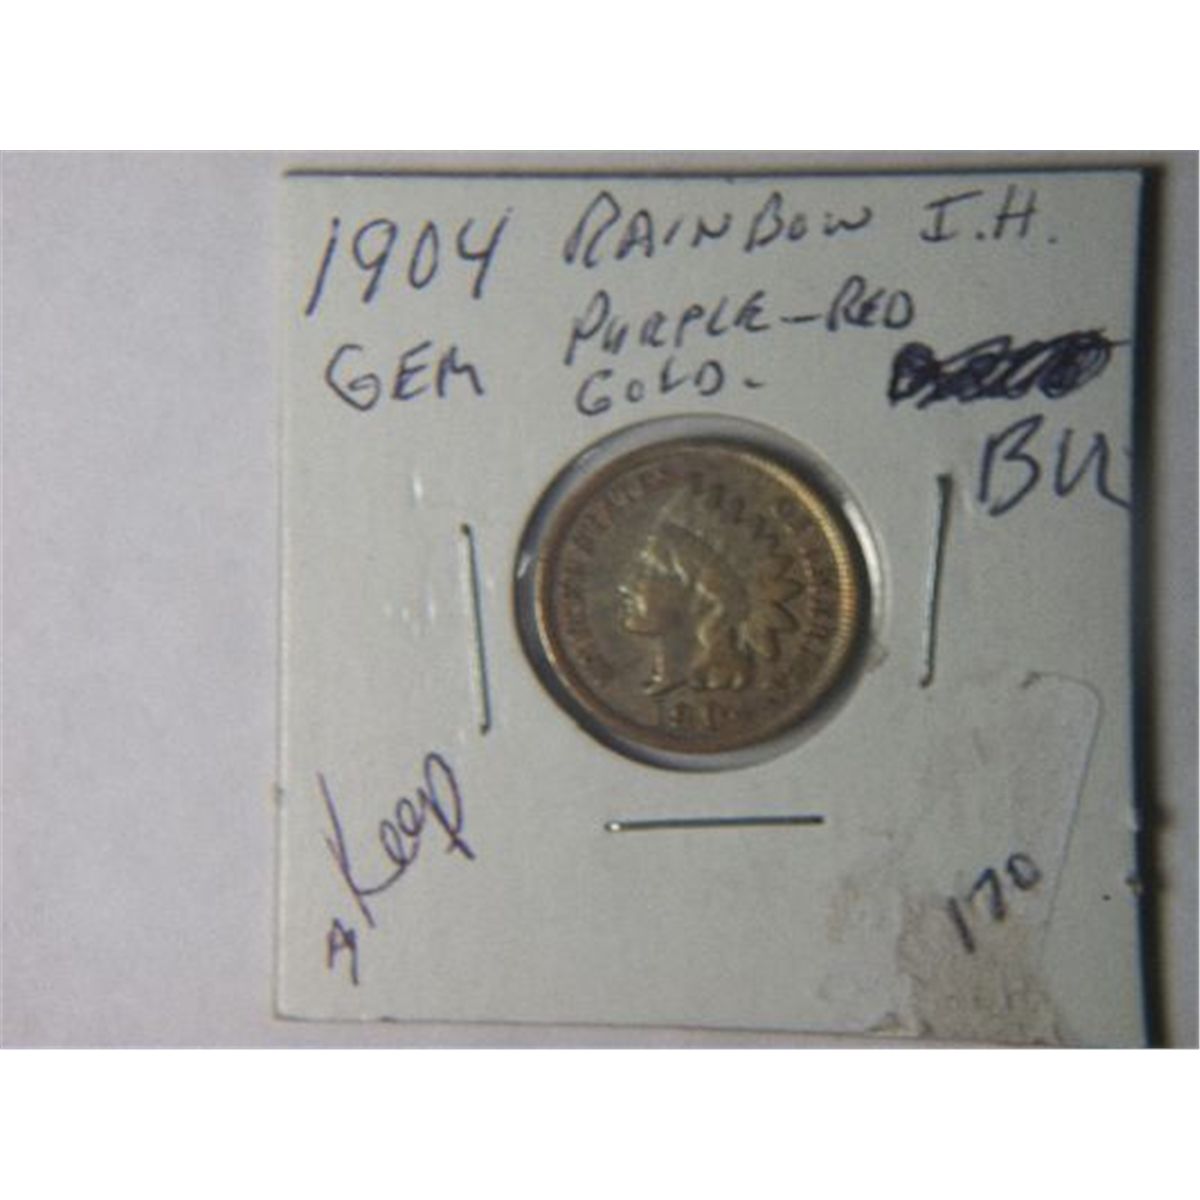 1904 RAINBOW I.H.
GEM PURPLE-RED
GOLD.
BU
A Keep
170